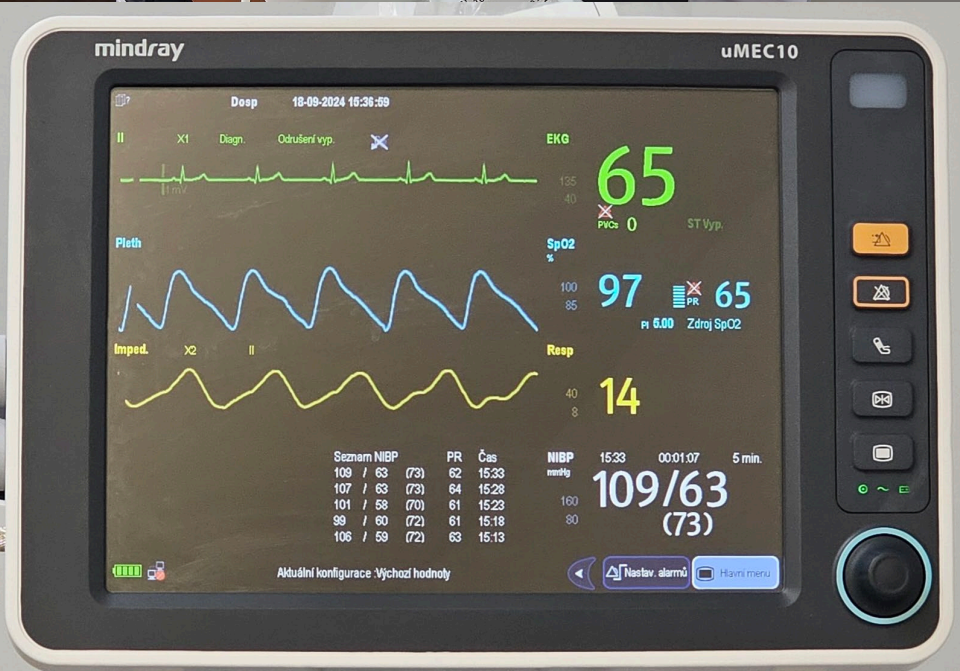 mindray
uMEC10
Dosp 18-09-2024 15:36:59
II X1 Diagn. Odrušení vyp.
1 mV
EKG
135
40
65
PVCs 0 ST Vyp.
Pleth
SpO2
%
100
85
97
PR 65
PI 5.00 Zdroj SpO2
Imped. X2 II
Resp
40
8
14
Seznam NIBP PR Čas
109 / 63 (73) 62 15:33
107 / 63 (73) 64 15:28
101 / 58 (70) 61 15:23
99 / 60 (72) 61 15:18
106 / 59 (72) 63 15:13
NIBP 15:33 00:01:07 5 min.
mmHg
160
80
109/63
(73)
Aktuální konfigurace :Výchozí hodnoty
Nastav. alarmů
Hlavní menu